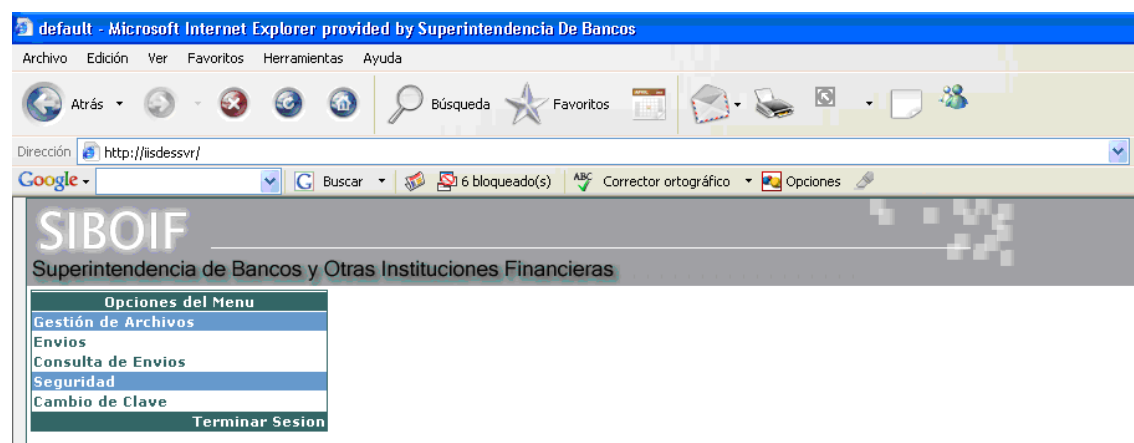 default - Microsoft Internet Explorer provided by Superintendencia De Bancos
Archivo Edición Ver Favoritos Herramientas Ayuda
Atrás Búsqueda Favoritos
Dirección http://iisdessvr/
Google Buscar 6 bloqueado(s) ABC Corrector ortográfico Opciones
SIBOIF
Superintendencia de Bancos y Otras Instituciones Financieras
Opciones del Menu
Gestión de Archivos
Envios
Consulta de Envios
Seguridad
Cambio de Clave
Terminar Sesion